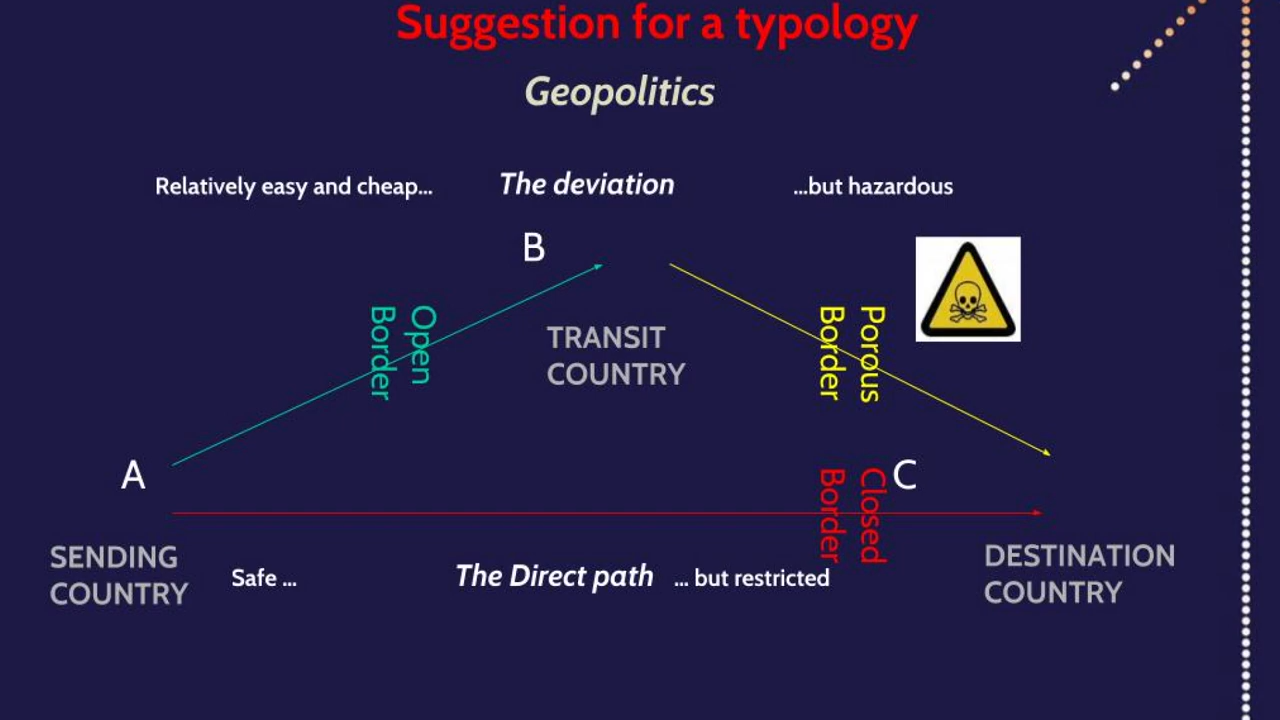 Suggestion for a typology
Geopolitics
Relatively easy and cheap...
The deviation
...but hazardous
B
Open
Border
TRANSIT
COUNTRY
Porous
Border
A
C
Closed
Border
SENDING
COUNTRY
Safe ...
The Direct path
... but restricted
DESTINATION
COUNTRY